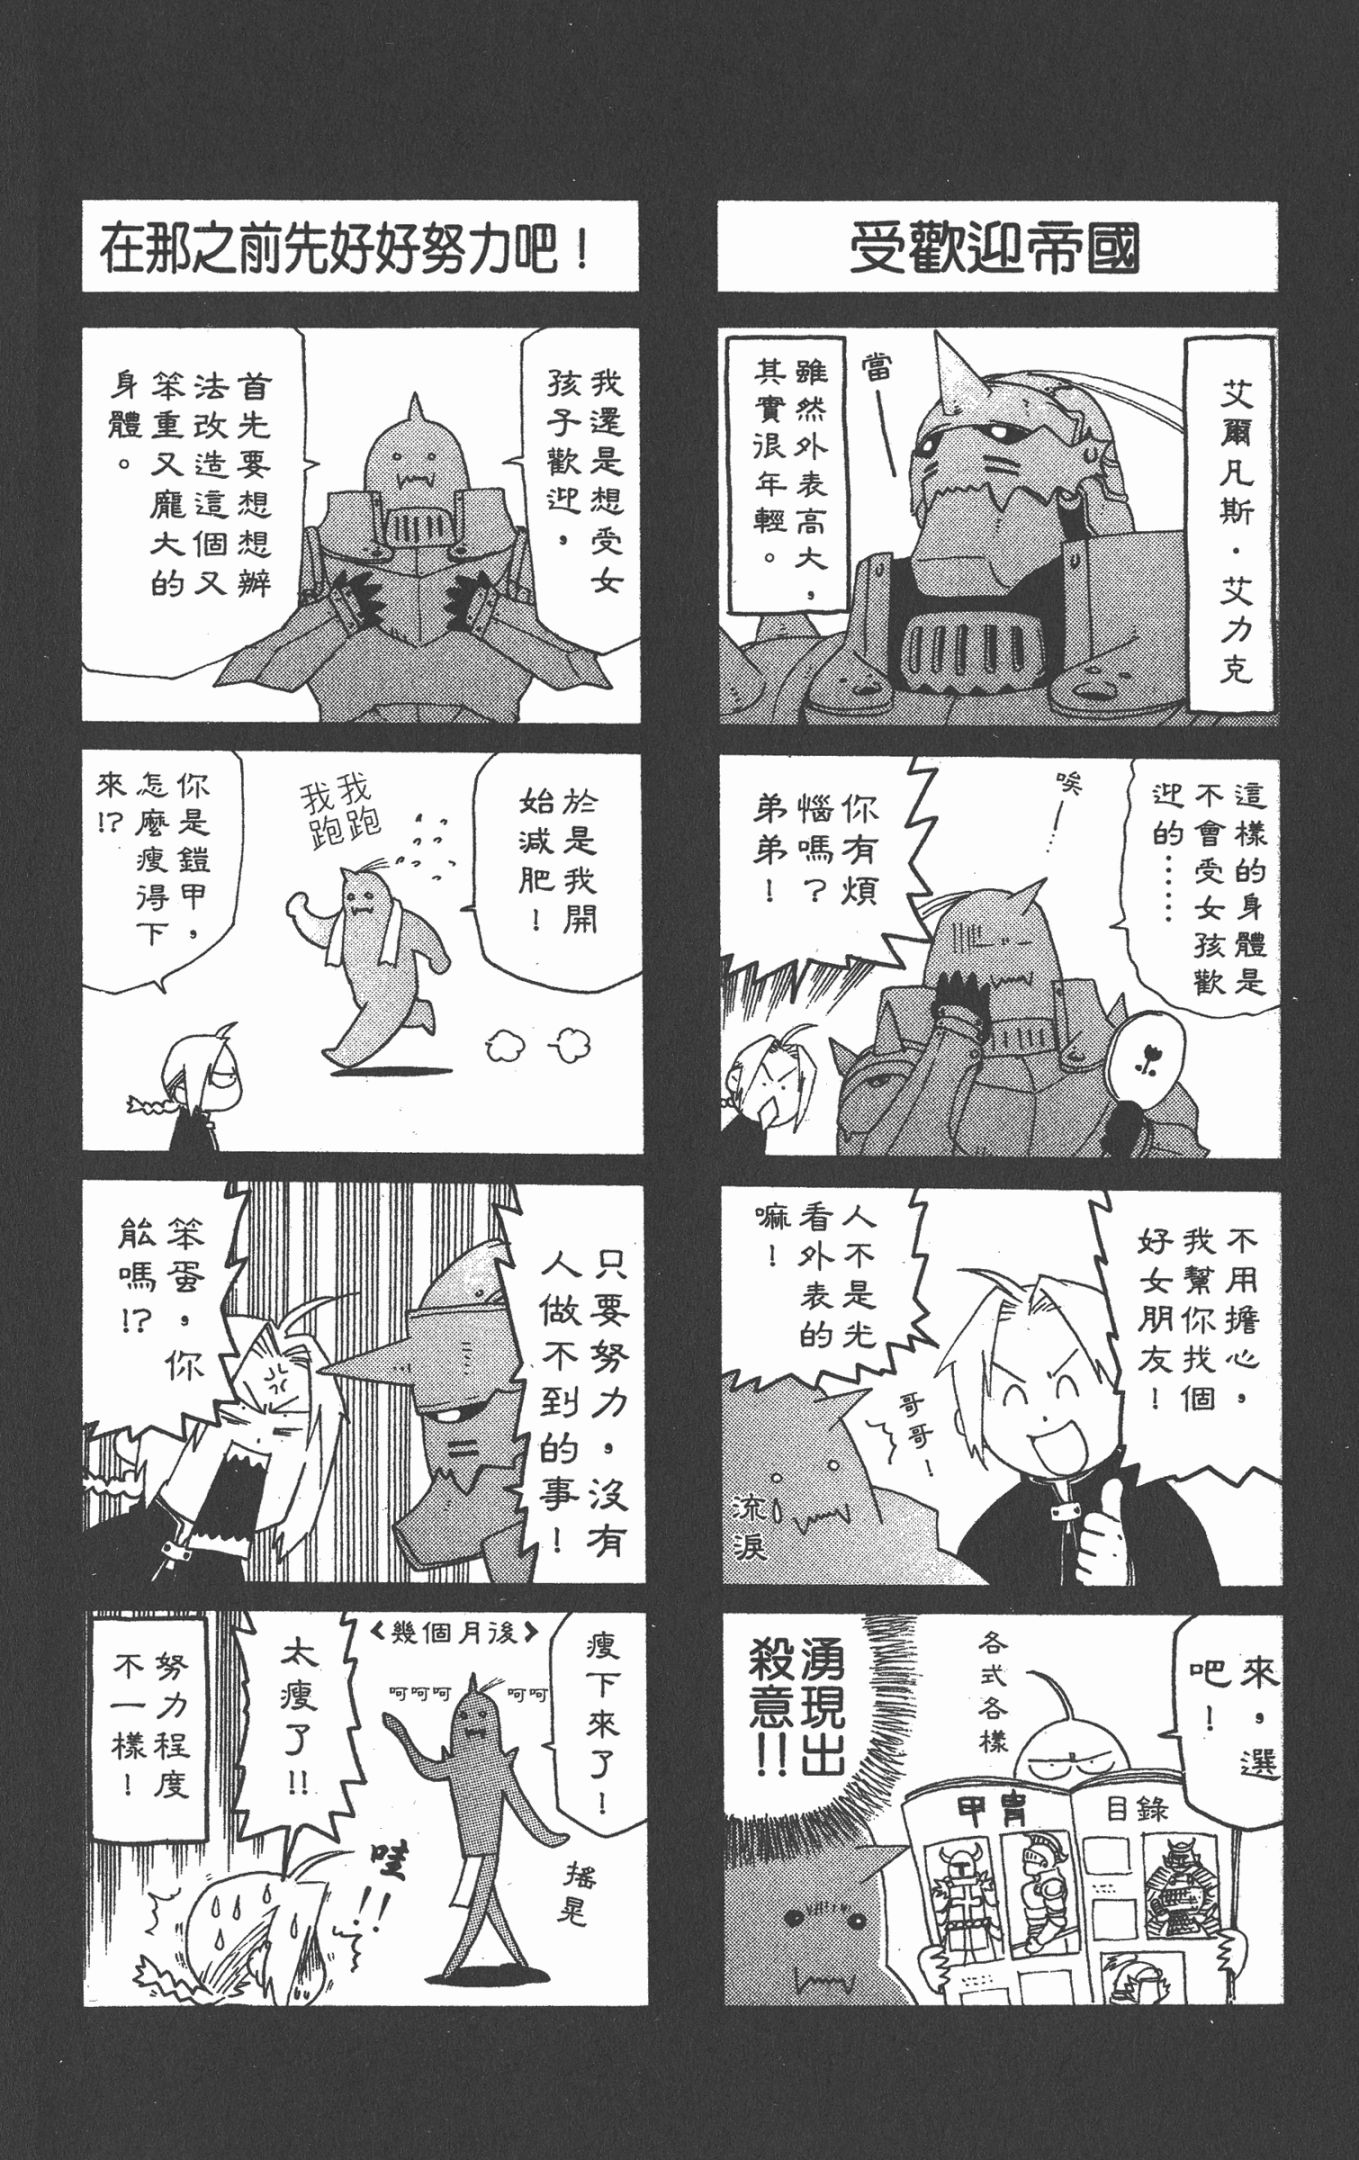 受歡迎帝國
艾爾凡斯・艾力克
雖然外表高大，
其實很年輕。
當
這樣的身體是
不會受女孩歡
迎的……
唉
你有煩
惱嗎？
弟弟！
不用擔心，
我幫你找個
好女朋友！
人不是光
看外表的
嘛！
哥哥！
流淚
來，選
吧！
各式各樣
甲冑
目錄
湧現出
殺意!!
在那之前先好好努力吧！
我還是想受女
孩子歡迎，
首先要想想辦
法改造這個又
笨重又龐大的
身體。
於是我開
始減肥！
我跑
我跑
你是鎧甲，
怎麼瘦得下
來!?
只要努力，沒有
人做不到的事！
笨蛋，你
能嗎!?
瘦下來了！
＜幾個月後＞
呵呵
呵呵呵
搖晃
太瘦了!!
哇!!
努力程度
不一樣！